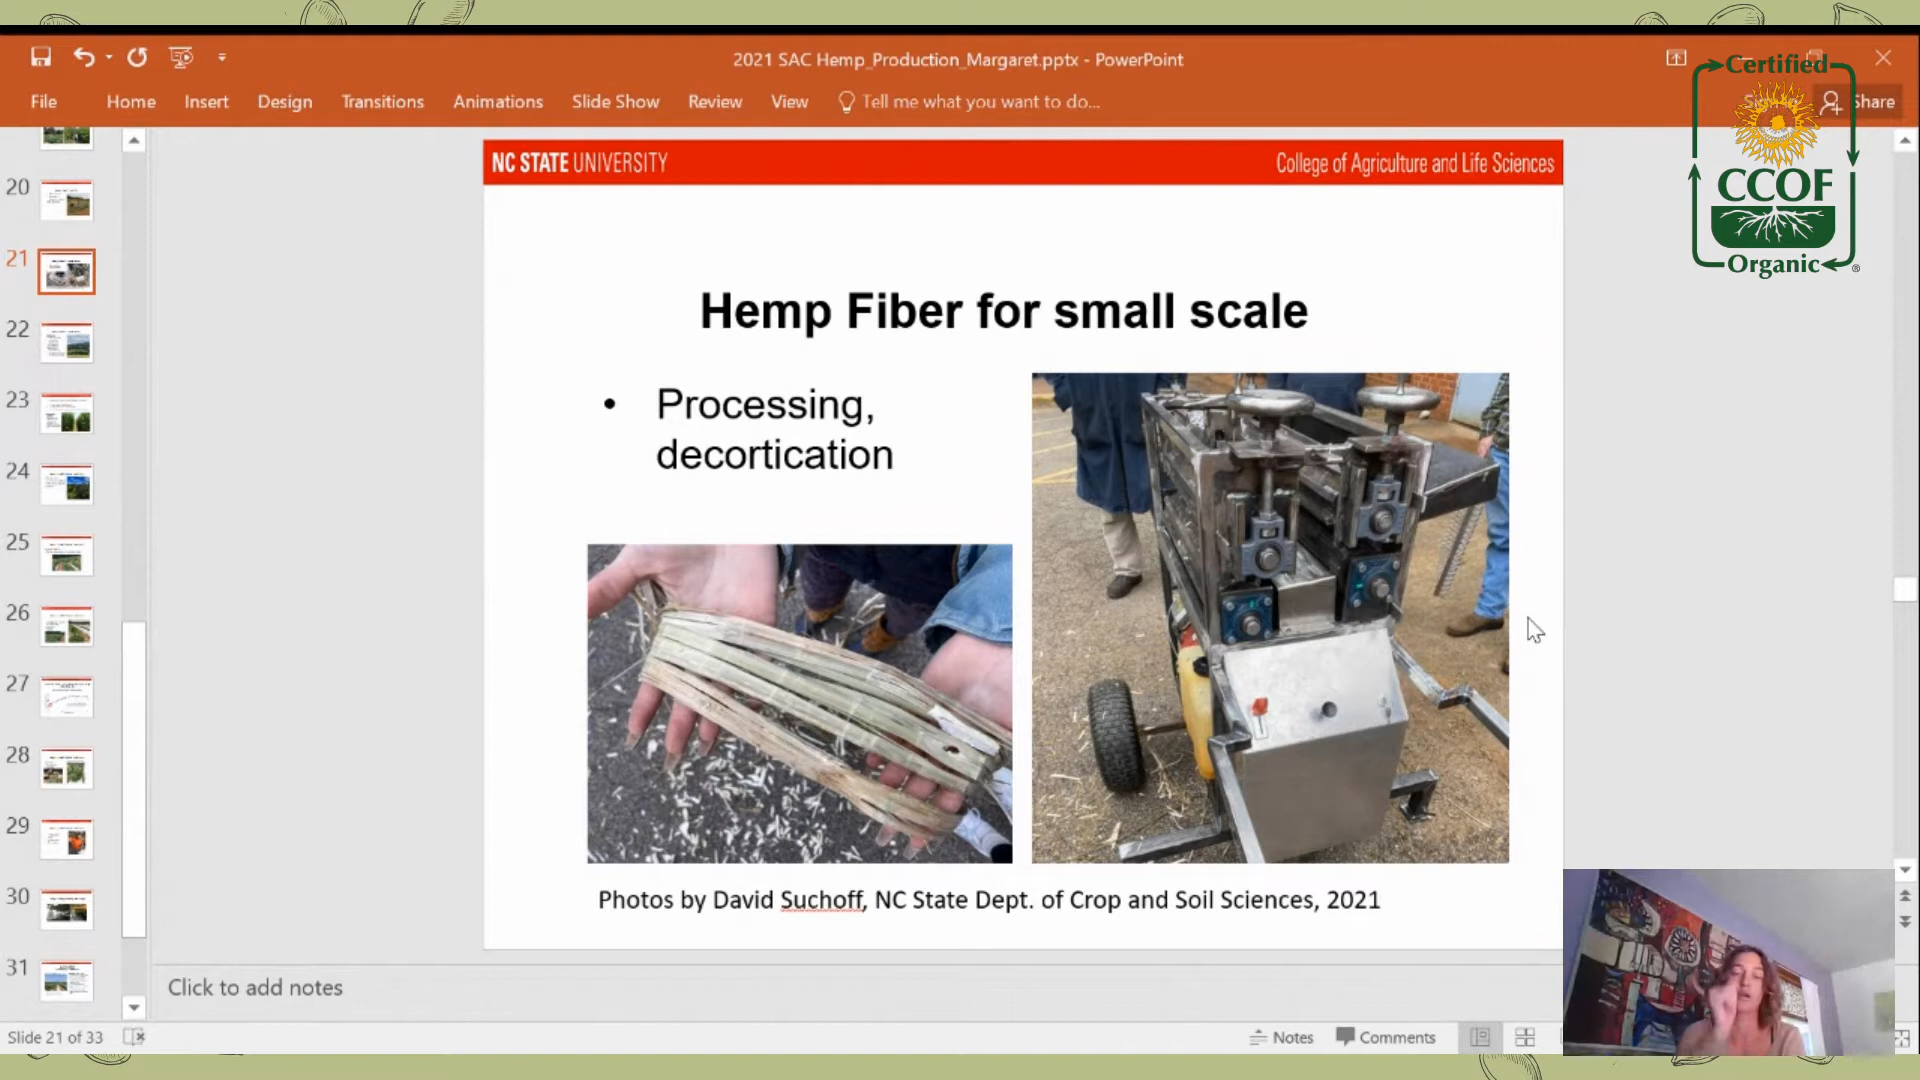 2021 SAC Hemp_Production_Margaret.pptx - PowerPoint
File Home Insert Design Transitions Animations Slide Show Review View Tell me what you want to do... Share
Certified
CCOF
Organic
®
NC STATE UNIVERSITY College of Agriculture and Life Sciences
Hemp Fiber for small scale
• Processing,
decortication
Photos by David Suchoff, NC State Dept. of Crop and Soil Sciences, 2021
20
21
22
23
24
25
26
27
28
29
30
31
Click to add notes
Slide 21 of 33 Notes Comments